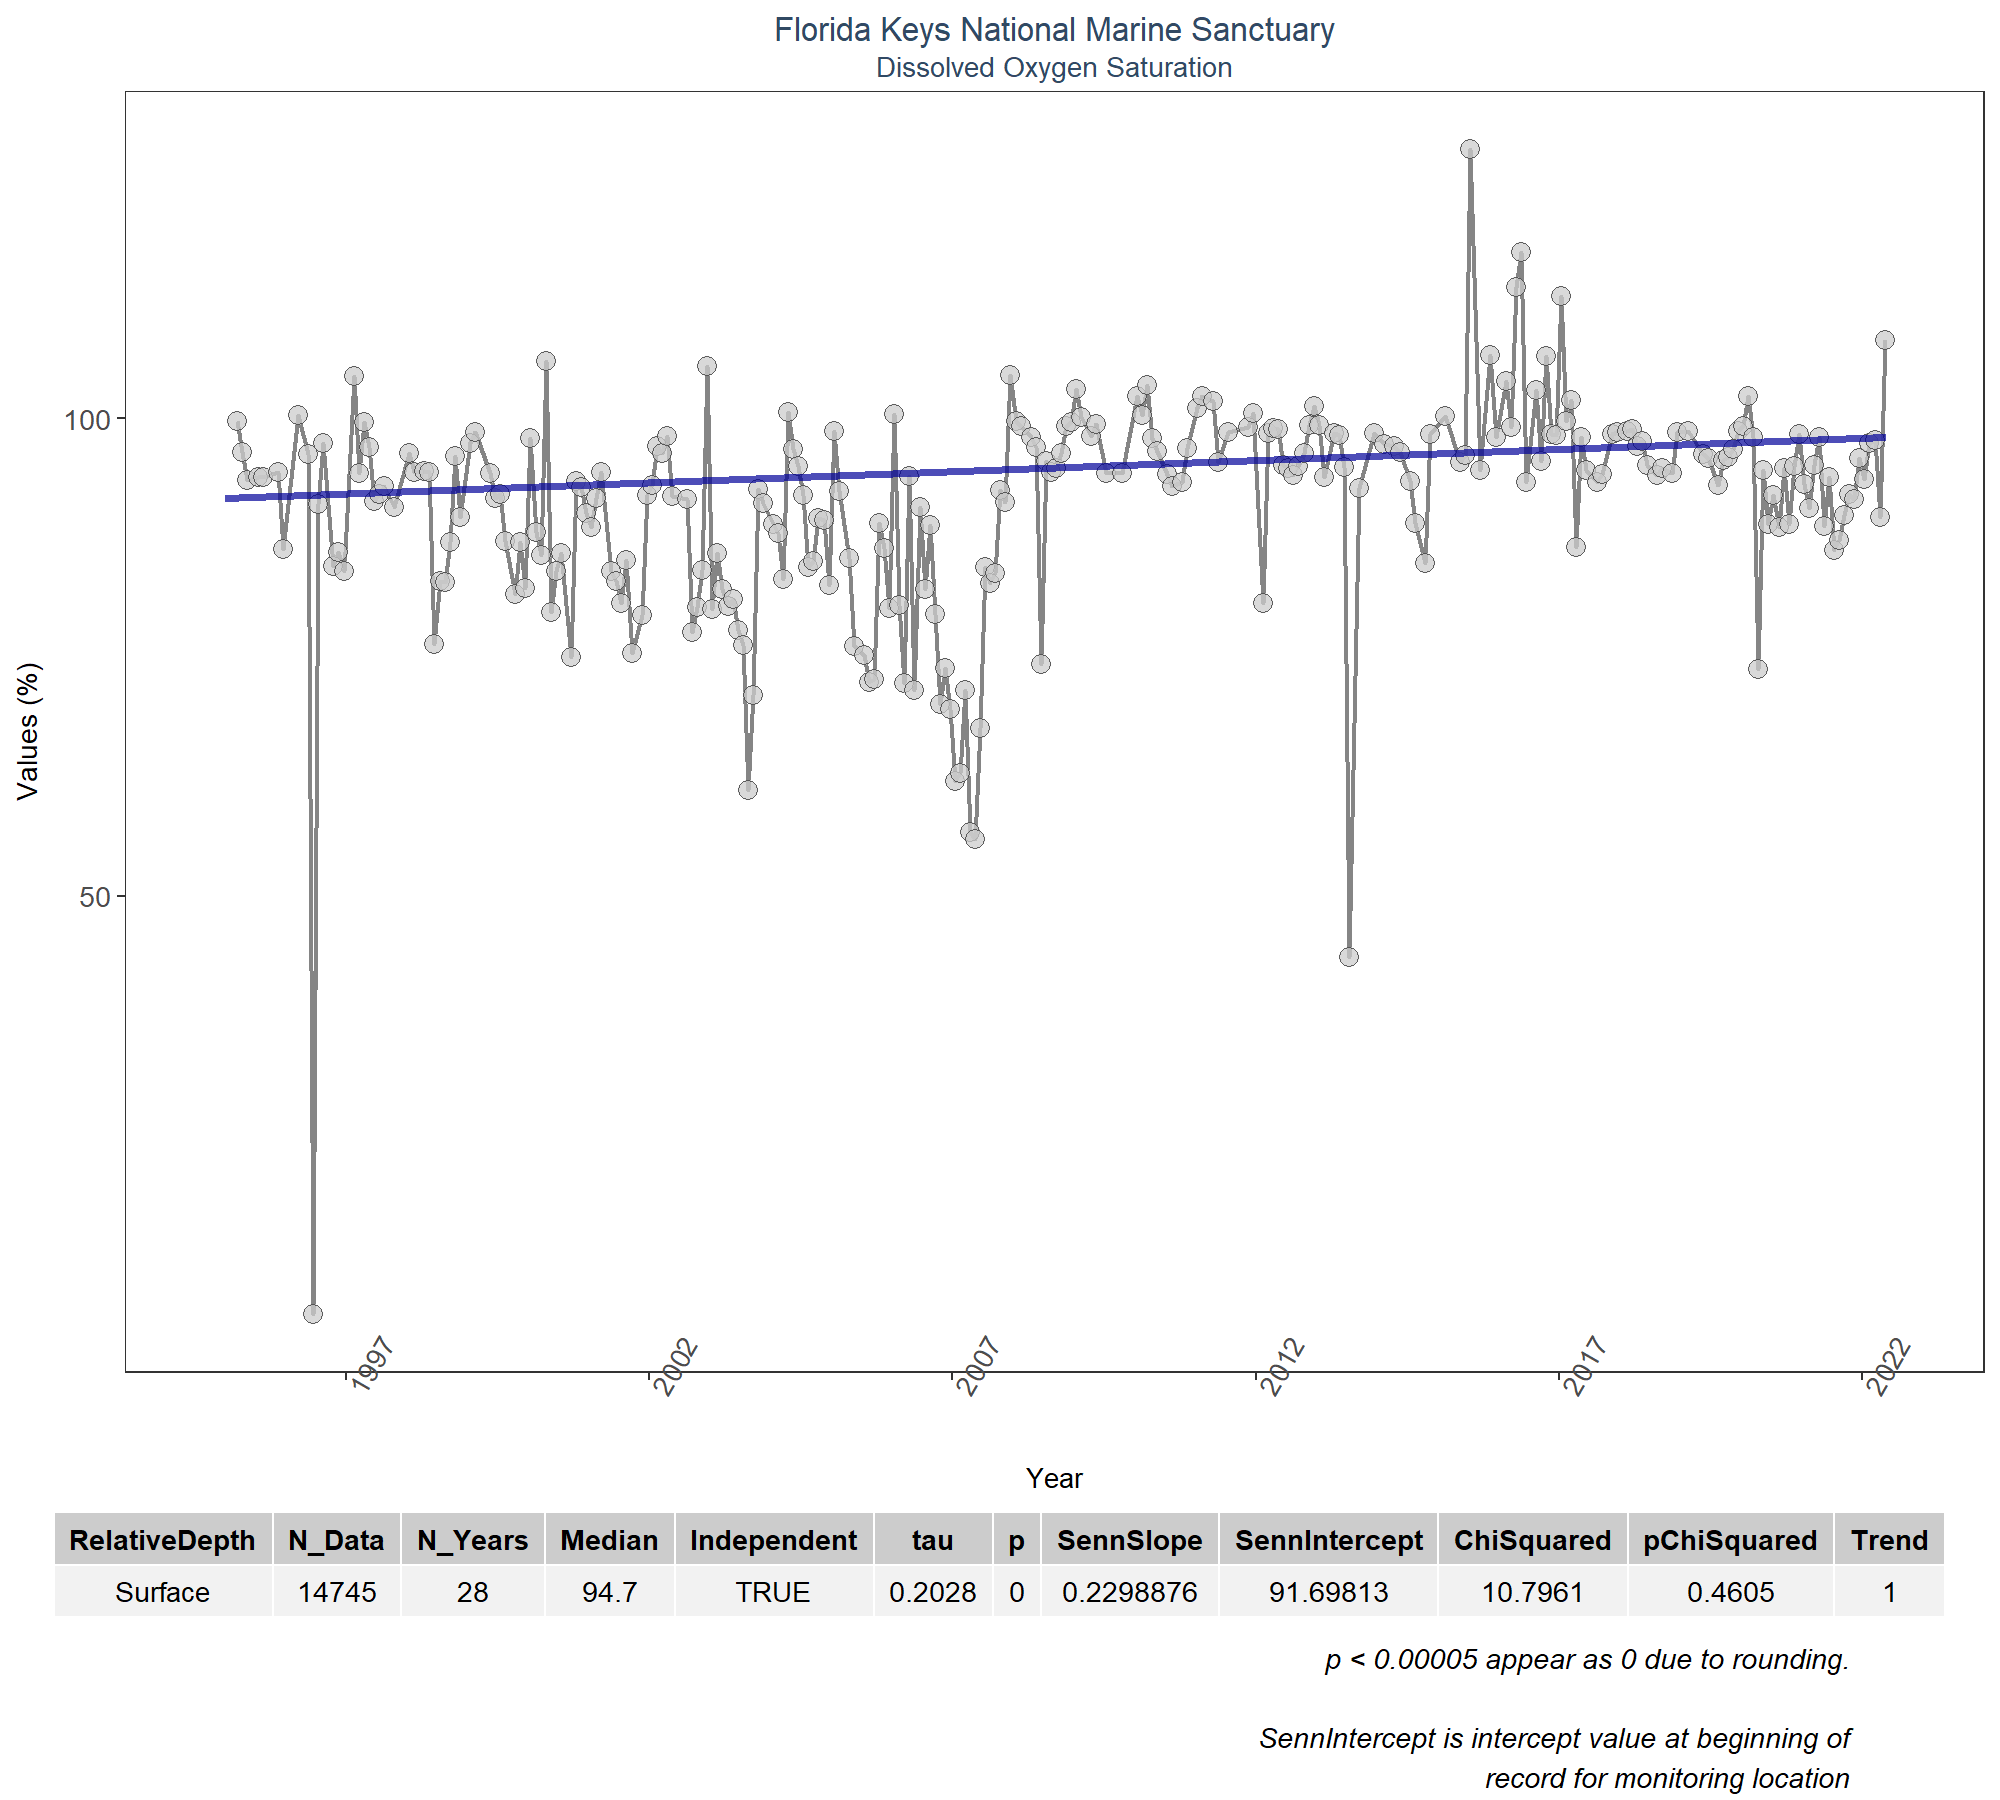 Florida Keys National Marine Sanctuary
Dissolved Oxygen Saturation
Values (%)
100
50
1997 2002 2007 2012 2017 2022
Year
RelativeDepth N_Data N_Years Median Independent tau p SennSlope SennIntercept ChiSquared pChiSquared Trend
Surface 14745 28 94.7 TRUE 0.2028 0 0.2298876 91.69813 10.7961 0.4605 1
p < 0.00005 appear as 0 due to rounding.
SennIntercept is intercept value at beginning of
record for monitoring location